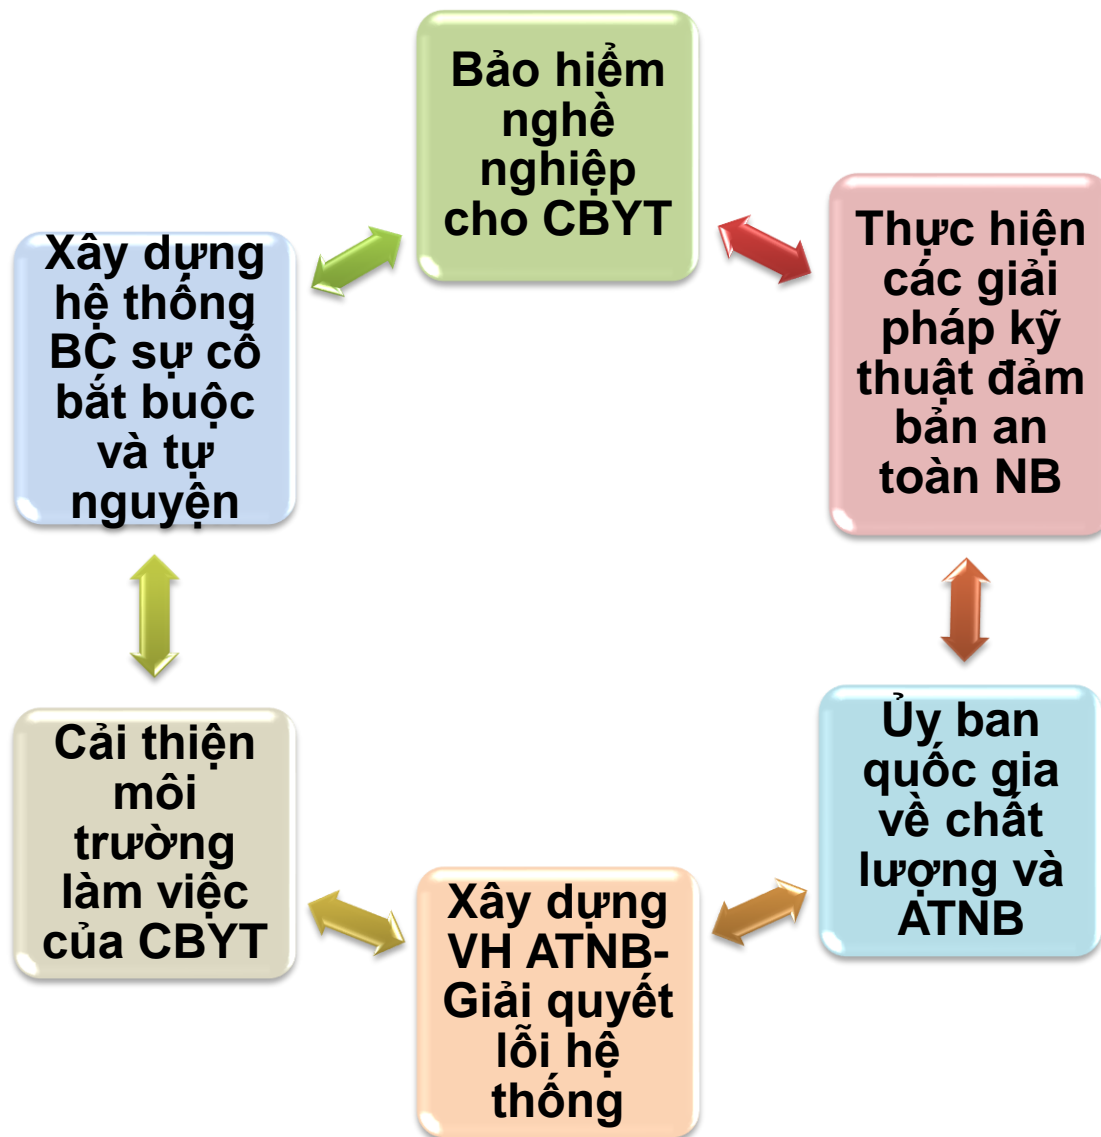 Bảo hiểm
nghề
nghiệp
cho CBYT
Thực hiện
các giải
pháp kỹ
thuật đảm
bản an
toàn NB
Ủy ban
quốc gia
về chất
lượng và
ATNB
Xây dựng
VH ATNB-
Giải quyết
lỗi hệ
thống
Cải thiện
môi
trường
làm việc
của CBYT
Xây dựng
hệ thống
BC sự cố
bắt buộc
và tự
nguyện